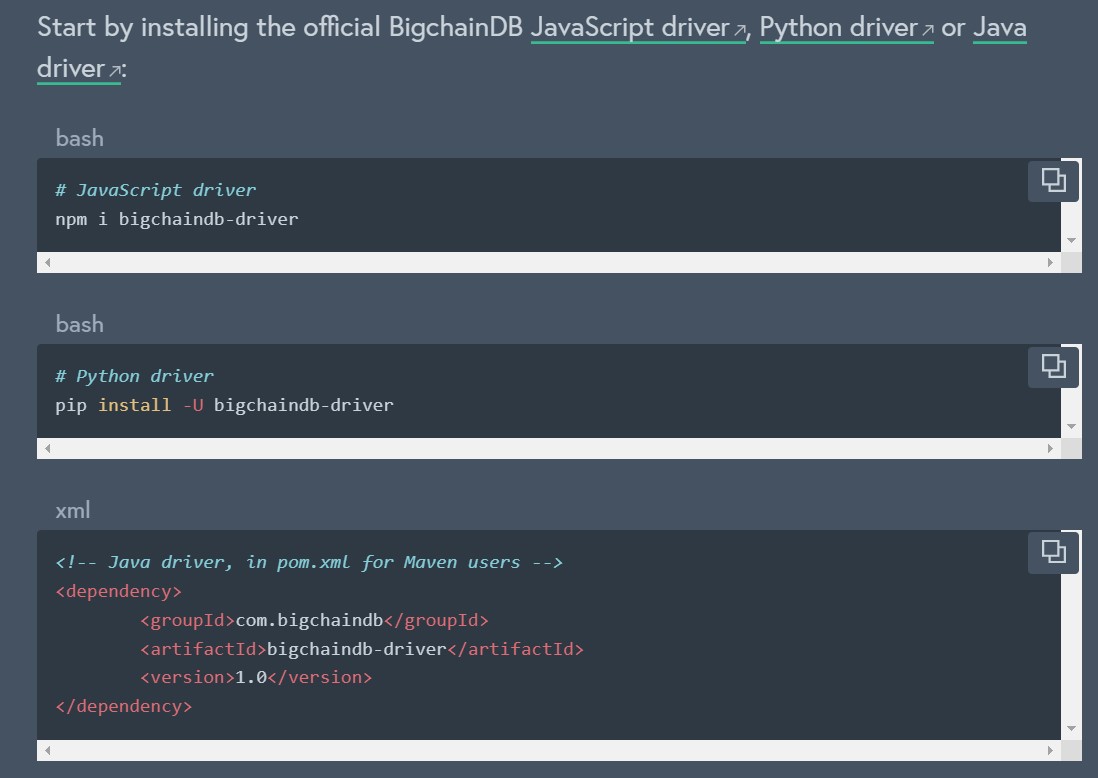 Start by installing the official BigchainDB JavaScript driver↗, Python driver↗ or Java
driver↗:
bash
# JavaScript driver
npm i bigchaindb-driver
bash
# Python driver
pip install -U bigchaindb-driver
xml
<!-- Java driver, in pom.xml for Maven users -->
<dependency>
        <groupId>com.bigchaindb</groupId>
        <artifactId>bigchaindb-driver</artifactId>
        <version>1.0</version>
</dependency>